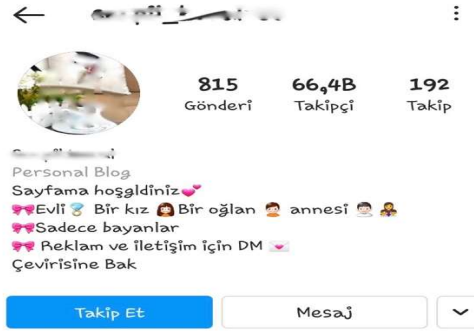 815 66,4B 192
Gönderi Takipçi Takip
Personal Blog
Sayfama hoşgldiniz💕
🎀Evli💍 Bir kız 👩Bir oğlan 👦 annesi 👨‍🍳 👩‍🏫
🎀Sadece bayanlar
🎀 Reklam ve iletişim için DM 💌
Çevirisine Bak
Takip Et Mesaj